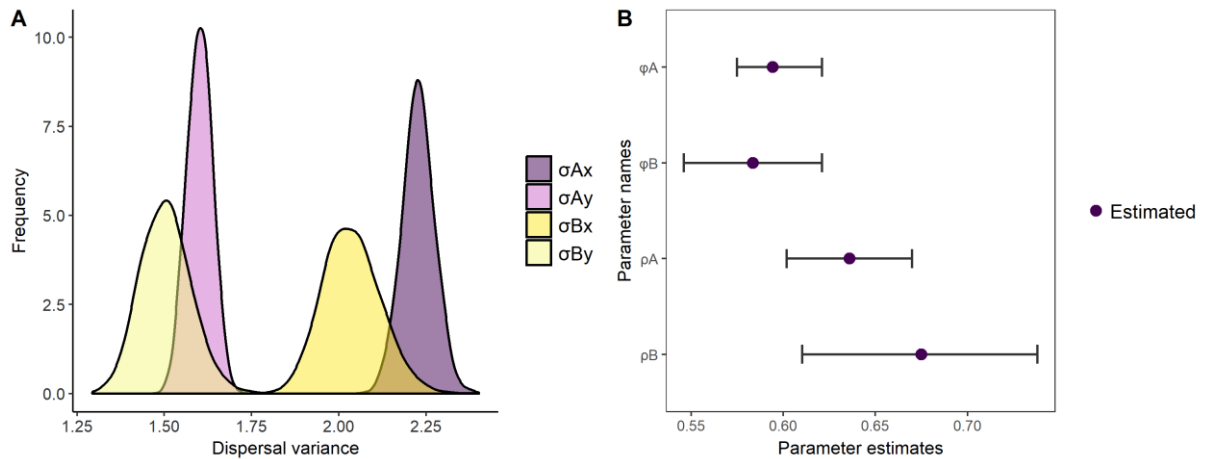 A
10.0
7.5
5.0
2.5
0.0
Frequency
1.25
1.50
1.75
2.00
2.25
Dispersal variance
σAx
σAy
σBx
σBy
B
φA
φB
ρA
ρB
Parameter names
0.55
0.60
0.65
0.70
Parameter estimates
Estimated